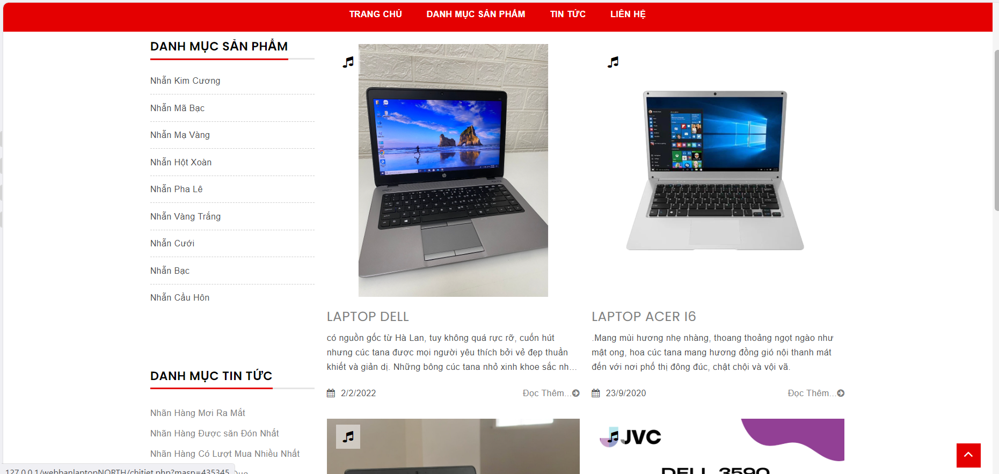 TRANG CHỦ DANH MỤC SẢN PHẨM TIN TỨC LIÊN HỆ
DANH MỤC SẢN PHẨM
Nhẫn Kim Cương
Nhẫn Mã Bạc
Nhẫn Mạ Vàng
Nhẫn Hột Xoàn
Nhẫn Pha Lê
Nhẫn Vàng Trắng
Nhẫn Cưới
Nhẫn Bạc
Nhẫn Cầu Hôn
DANH MỤC TIN TỨC
Nhãn Hàng Mơi Ra Mắt
Nhãn Hàng Được săn Đón Nhất
Nhãn Hàng Có Lượt Mua Nhiều Nhất
127.0.0.1/webbanlaptopNORTH/chitiet.php?masp=435345
LAPTOP DELL
có nguồn gốc từ Hà Lan, tuy không quá rực rỡ, cuốn hút
nhưng cúc tana được mọi người yêu thích bởi vẻ đẹp thuần
khiết và giản dị. Những bông cúc tana nhỏ xinh khoe sắc nh...
2/2/2022 Đọc Thêm...
LAPTOP ACER I6
.Mang mùi hương nhẹ nhàng, thoang thoảng ngọt ngào như
mật ong, hoa cúc tana mang hương đồng gió nội thanh mát
đến với nơi phố thị đông đúc, chật chội và vội vã.
23/9/2020 Đọc Thêm...
JVC
DELL 3590